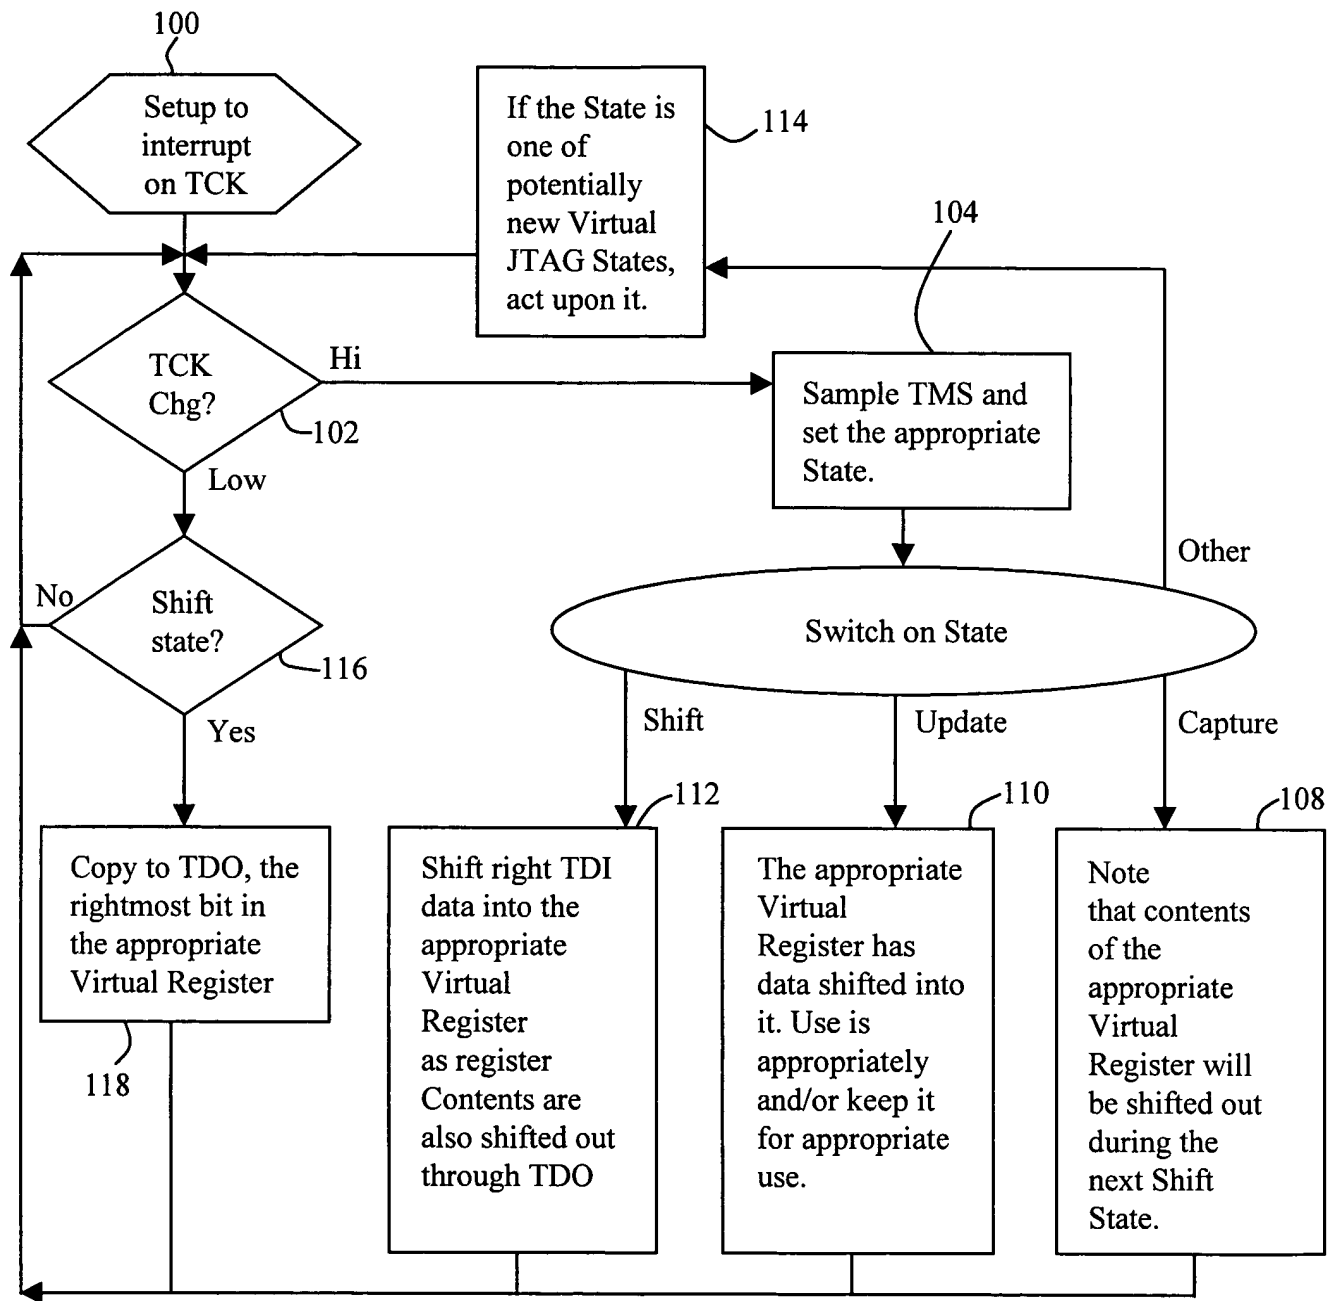 100
Setup to
interrupt
on TCK
If the State is
one of
potentially
new Virtual
JTAG States,
act upon it.
114
104
TCK
Chg?
Hi
102
Low
Sample TMS and
set the appropriate
State.
Other
No
Shift
state?
116
Yes
Switch on State
Shift
Update
Capture
112
110
108
Copy to TDO, the
rightmost bit in
the appropriate
Virtual Register
118
Shift right TDI
data into the
appropriate
Virtual
Register
as register
Contents are
also shifted out
through TDO
The appropriate
Virtual
Register has
data shifted into
it. Use is
appropriately
and/or keep it
for appropriate
use.
Note
that contents
of the
appropriate
Virtual
Register will
be shifted out
during the
next Shift
State.